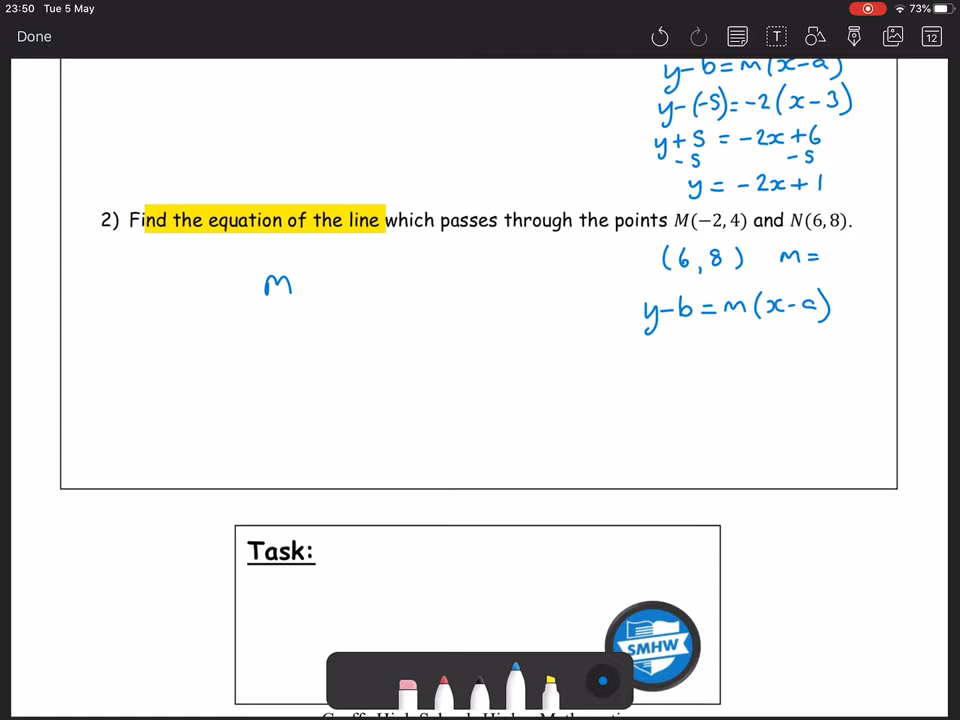 23:50 Tue 5 May
73%
Done
T
12
y-b=m(x-a)
y-(-5)=-2(x-3)
y+5 = -2x+6
-5 -5
y = -2x+1
2) Find the equation of the line which passes through the points M(−2, 4) and N(6, 8).
(6,8) m=
m
y-b=m(x-a)
Task:
SMHW